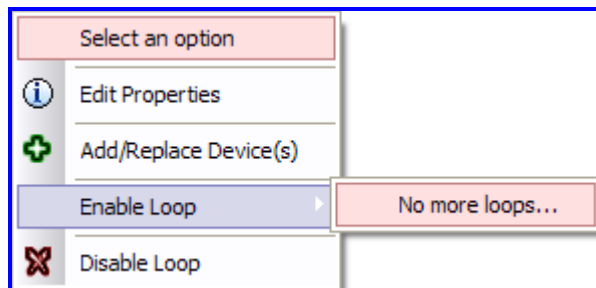 Select an option
Edit Properties
Add/Replace Device(s)
Enable Loop
No more loops...
Disable Loop